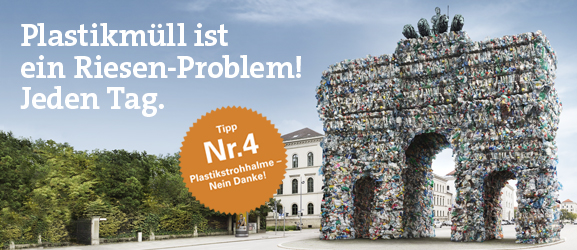 Plastikmüll ist
ein Riesen-Problem!
Jeden Tag.
Tipp
Nr.4
Plastikstrohhalme –
Nein Danke!